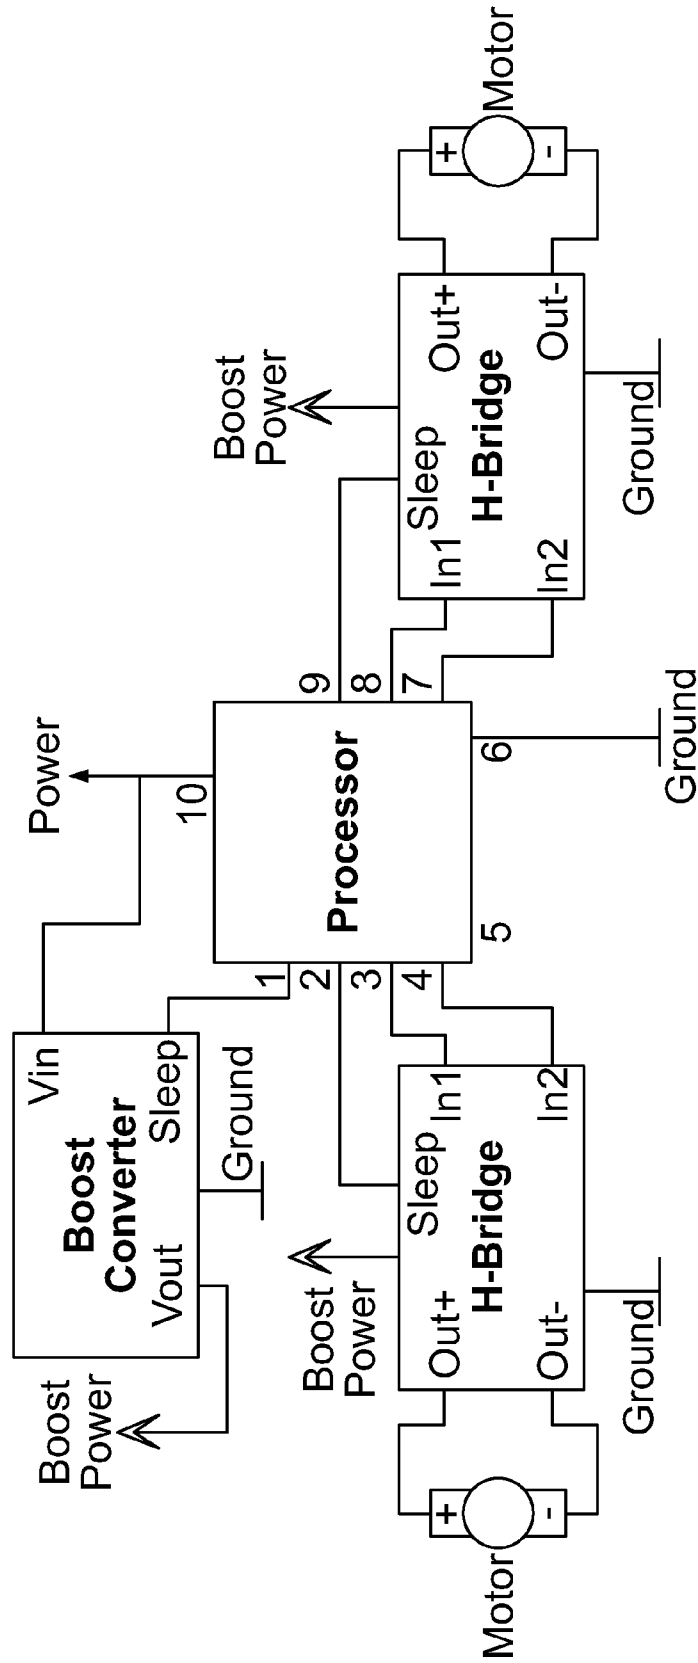 Boost
Power
Boost
Converter
Vin
Sleep
Vout
Ground
Power
10
1
2
3
4
5
6
7
8
9
Processor
Ground
Boost
Power
Sleep
In1
In2
Out+
Out-
H-Bridge
Ground
+
-
Motor
Boost
Power
Sleep
In1
In2
Out+
Out-
H-Bridge
Ground
+
-
Motor